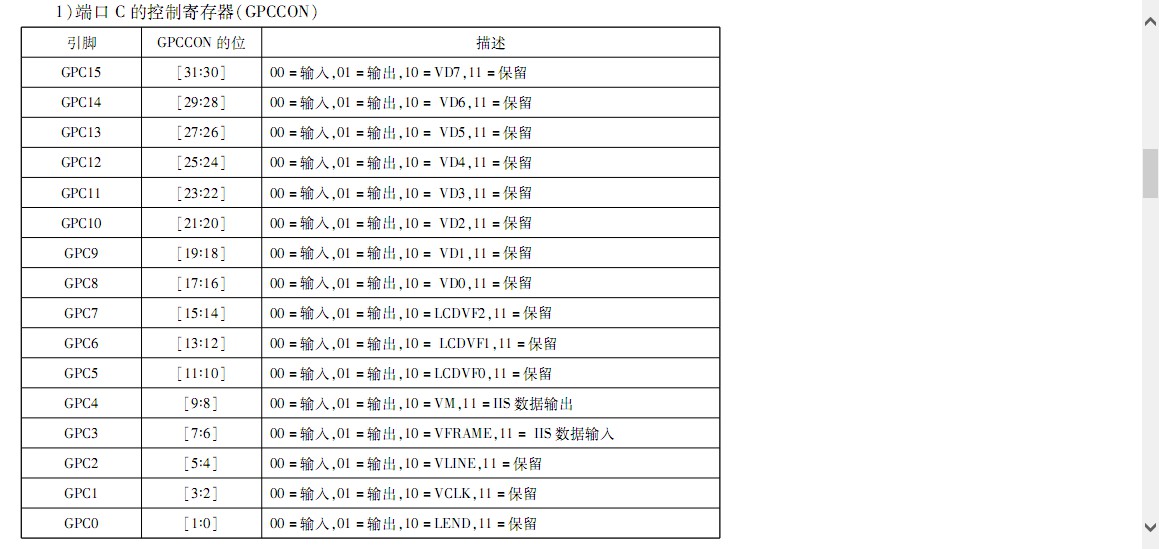 1)端口 C 的控制寄存器(GPCCON)
引脚 GPCCON 的位 描述
GPC15 [31:30] 00 =输入,01 =输出,10 =VD7,11 =保留
GPC14 [29:28] 00 =输入,01 =输出,10 = VD6,11 =保留
GPC13 [27:26] 00 =输入,01 =输出,10 = VD5,11 =保留
GPC12 [25:24] 00 =输入,01 =输出,10 = VD4,11 =保留
GPC11 [23:22] 00 =输入,01 =输出,10 = VD3,11 =保留
GPC10 [21:20] 00 =输入,01 =输出,10 = VD2,11 =保留
GPC9 [19:18] 00 =输入,01 =输出,10 = VD1,11 =保留
GPC8 [17:16] 00 =输入,01 =输出,10 = VD0,11 =保留
GPC7 [15:14] 00 =输入,01 =输出,10 =LCDVF2,11 =保留
GPC6 [13:12] 00 =输入,01 =输出,10 = LCDVF1,11 =保留
GPC5 [11:10] 00 =输入,01 =输出,10 =LCDVF0,11 =保留
GPC4 [9:8] 00 =输入,01 =输出,10 =VM,11 =IIS 数据输出
GPC3 [7:6] 00 =输入,01 =输出,10 =VFRAME,11 = IIS 数据输入
GPC2 [5:4] 00 =输入,01 =输出,10 =VLINE,11 =保留
GPC1 [3:2] 00 =输入,01 =输出,10 =VCLK,11 =保留
GPC0 [1:0] 00 =输入,01 =输出,10 =LEND,11 =保留